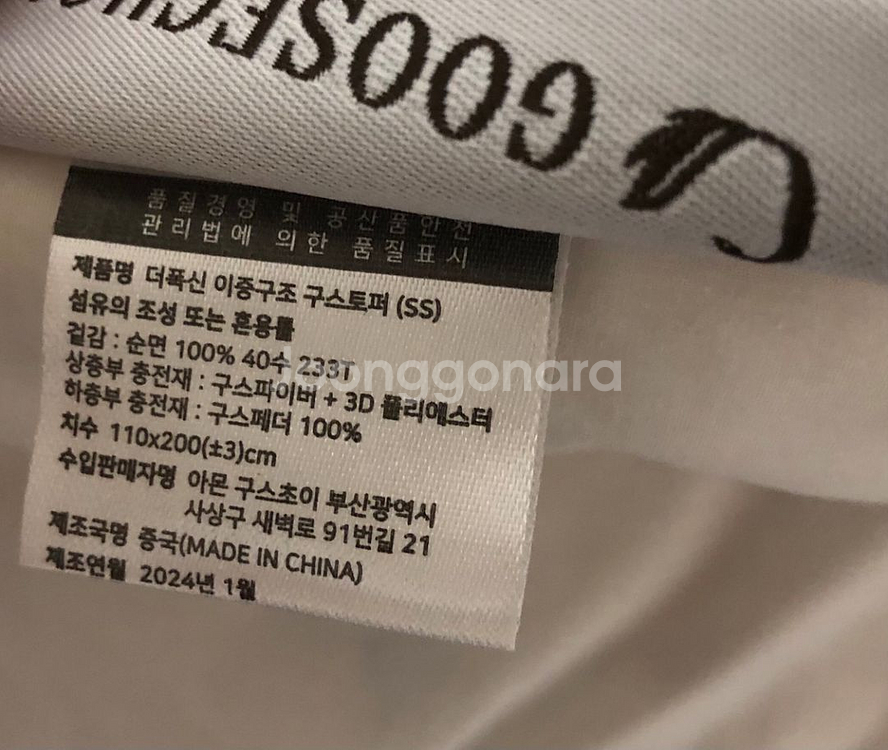 GOOSE
품질경영 및 공산품안전
관리법에 의한 품질표시
제품명 더폭신 이중구조 구스토퍼 (SS)
섬유의 조성 또는 혼용률
겉감 : 순면 100% 40수 233T
상층부 충전재 : 구스파이버 + 3D 폴리에스터
하층부 충전재 : 구스페더 100%
치수 110x200(±3)cm
수입판매자명 아몬 구스초이 부산광역시
사상구 새벽로 91번길 21
제조국명 중국(MADE IN CHINA)
제조연월 2024년 1월
Joonggonara